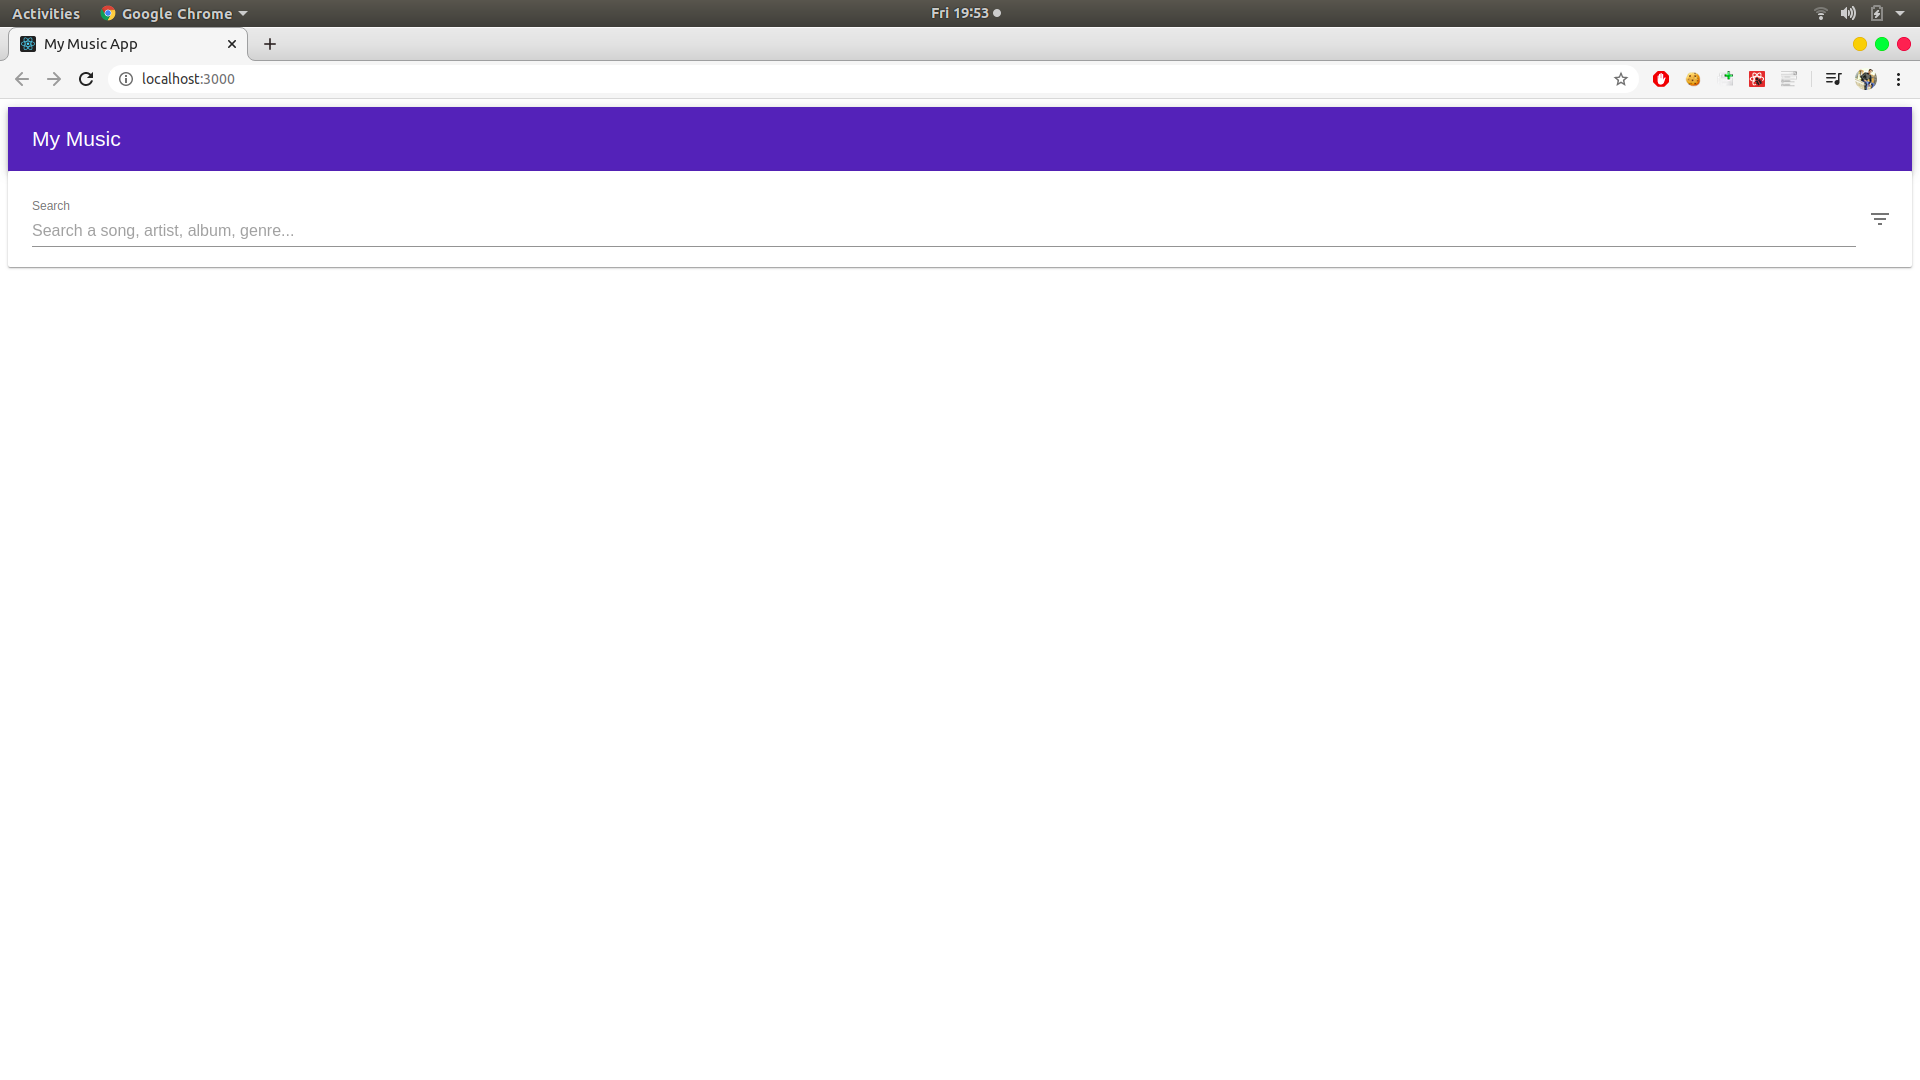 Activities
Google Chrome
Fri 19:53
My Music App
localhost:3000
My Music
Search
Search a song, artist, album, genre...